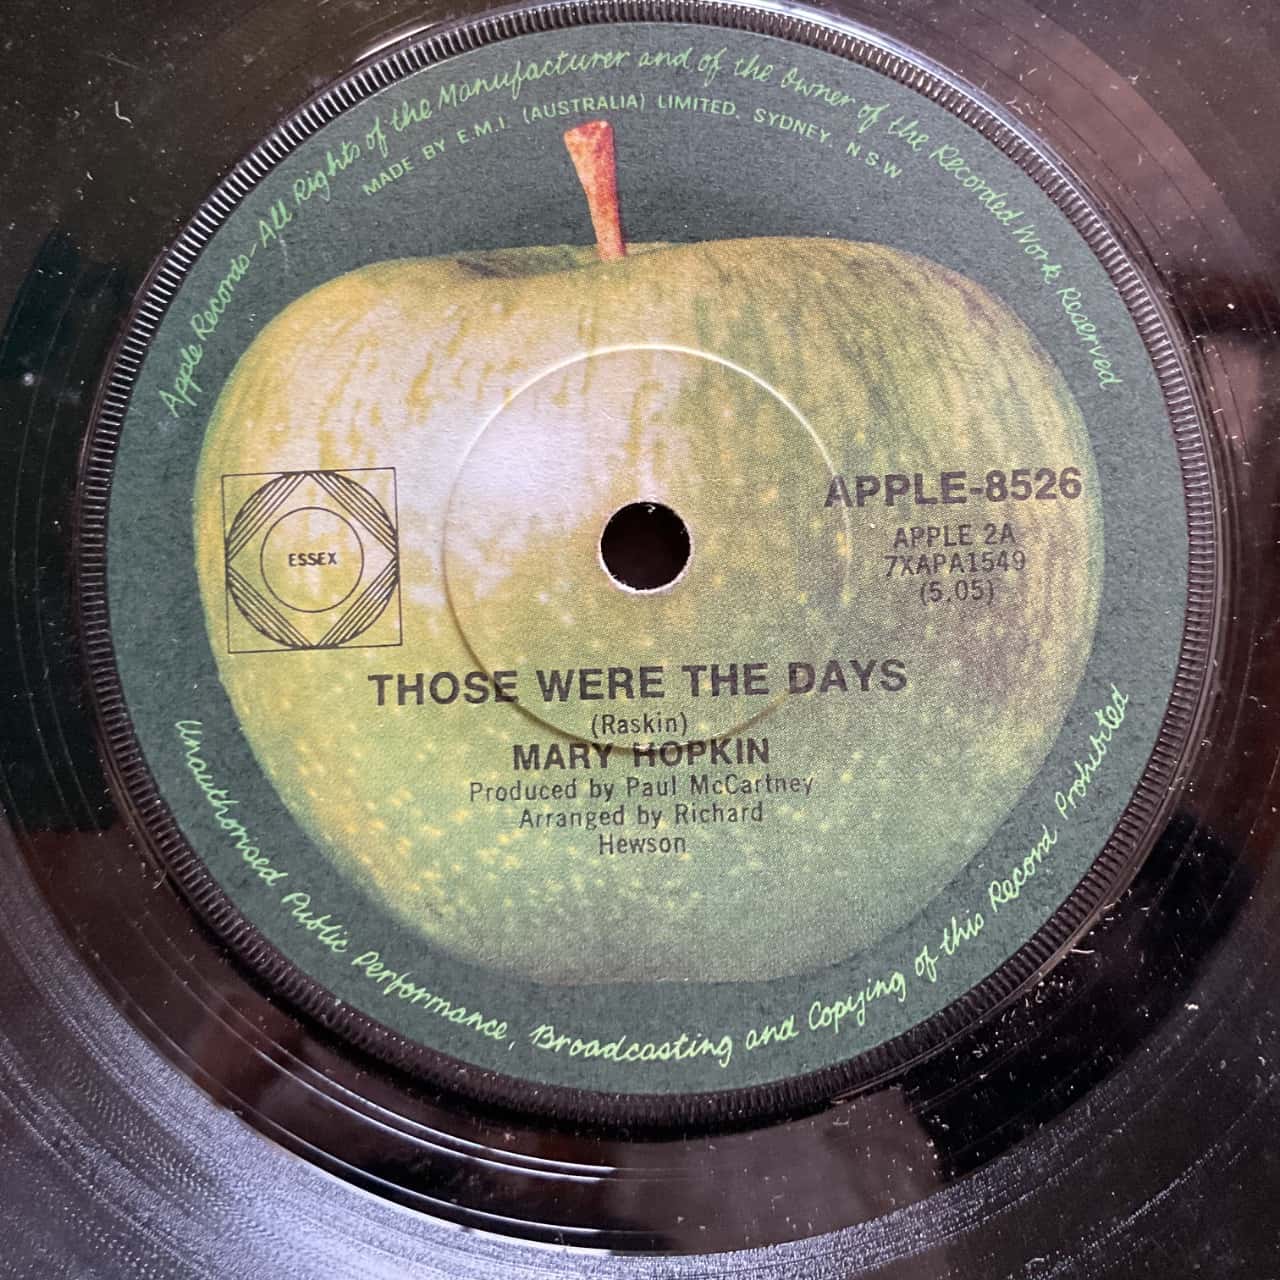 Apple Records - All Rights of the Manufacturer and of the Owner of the Recorded Work Reserved
MADE BY E.M.I. (AUSTRALIA) LIMITED. SYDNEY. N.S.W
ESSEX
APPLE-8526
APPLE 2A
7XAPA1549
(5.05)
THOSE WERE THE DAYS
(Raskin)
MARY HOPKIN
Produced by Paul McCartney
Arranged by Richard
Hewson
Unauthorised Public Performance, Broadcasting and Copying of this Record Prohibited